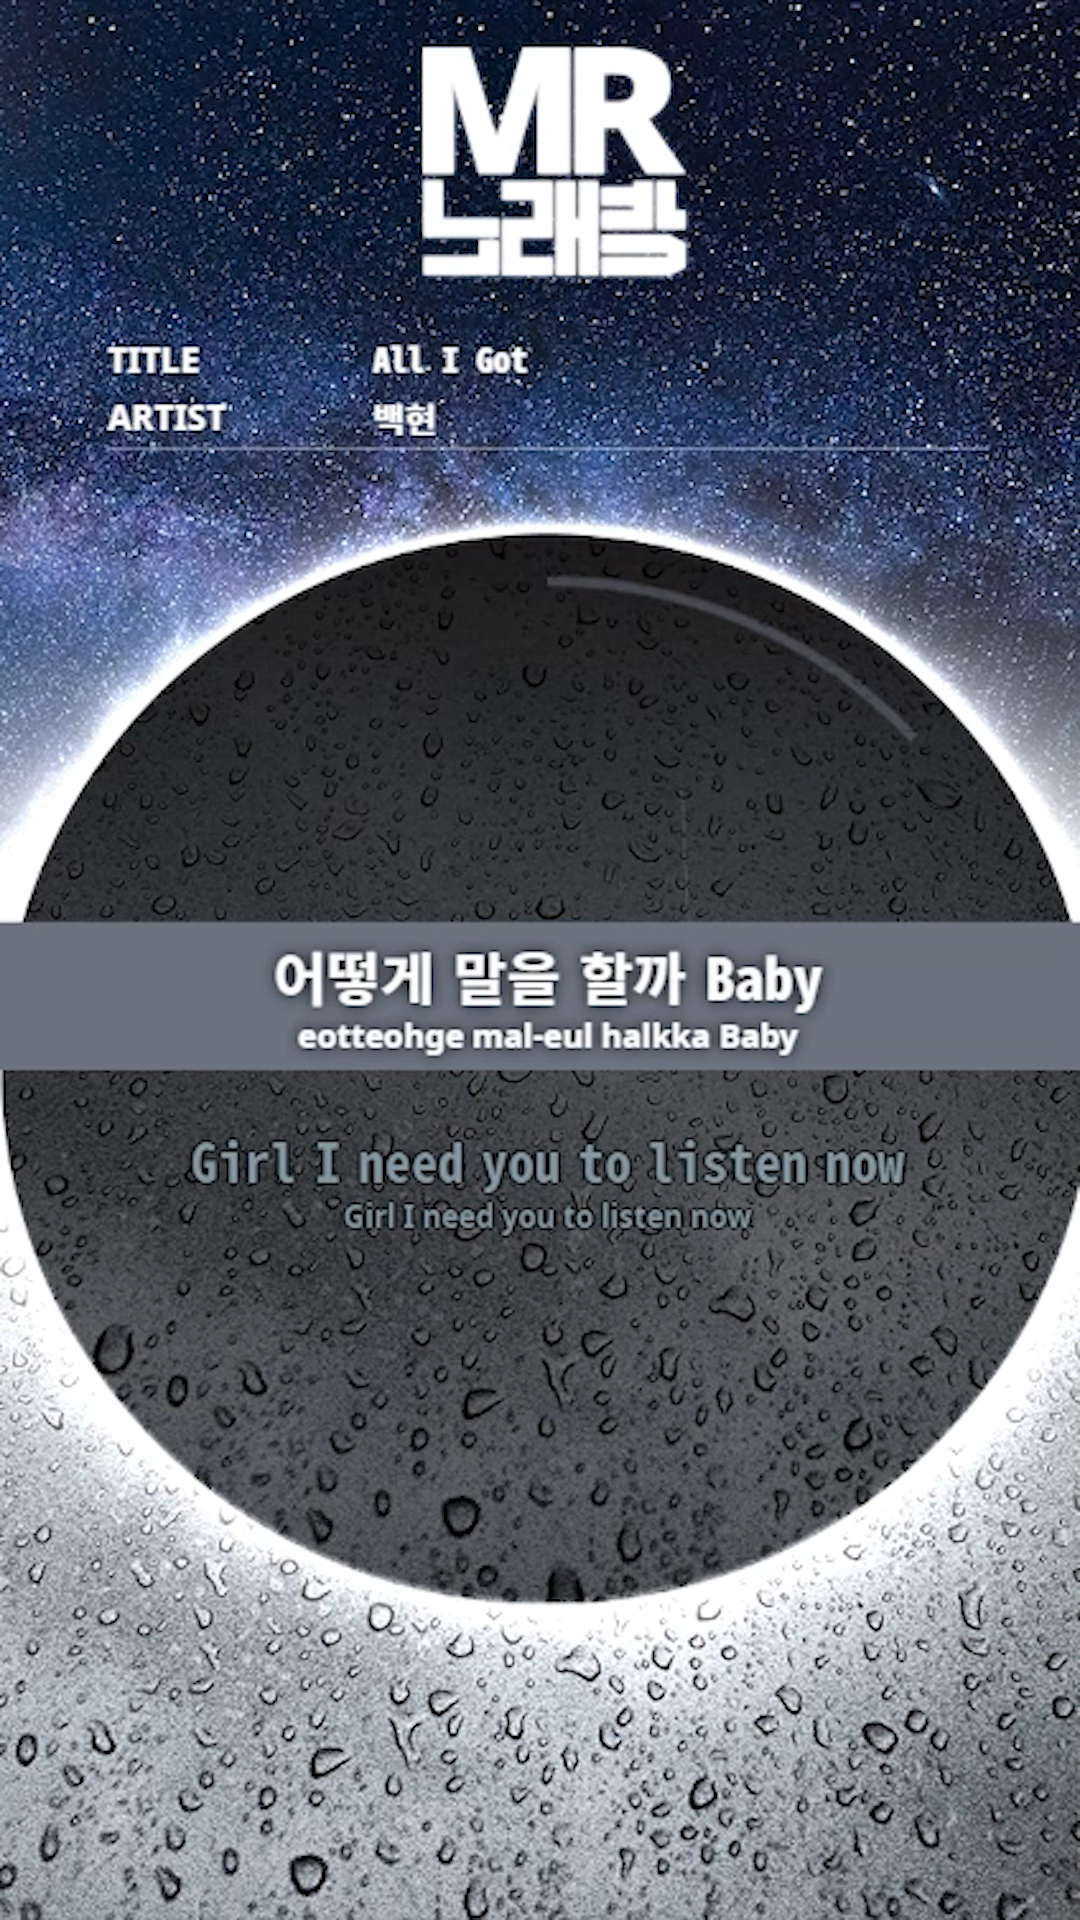 MR
노래방
TITLE All I Got
ARTIST 백현
어떻게 말을 할까 Baby
eotteohge mal-eul halkka Baby
Girl I need you to listen now
Girl I need you to listen now